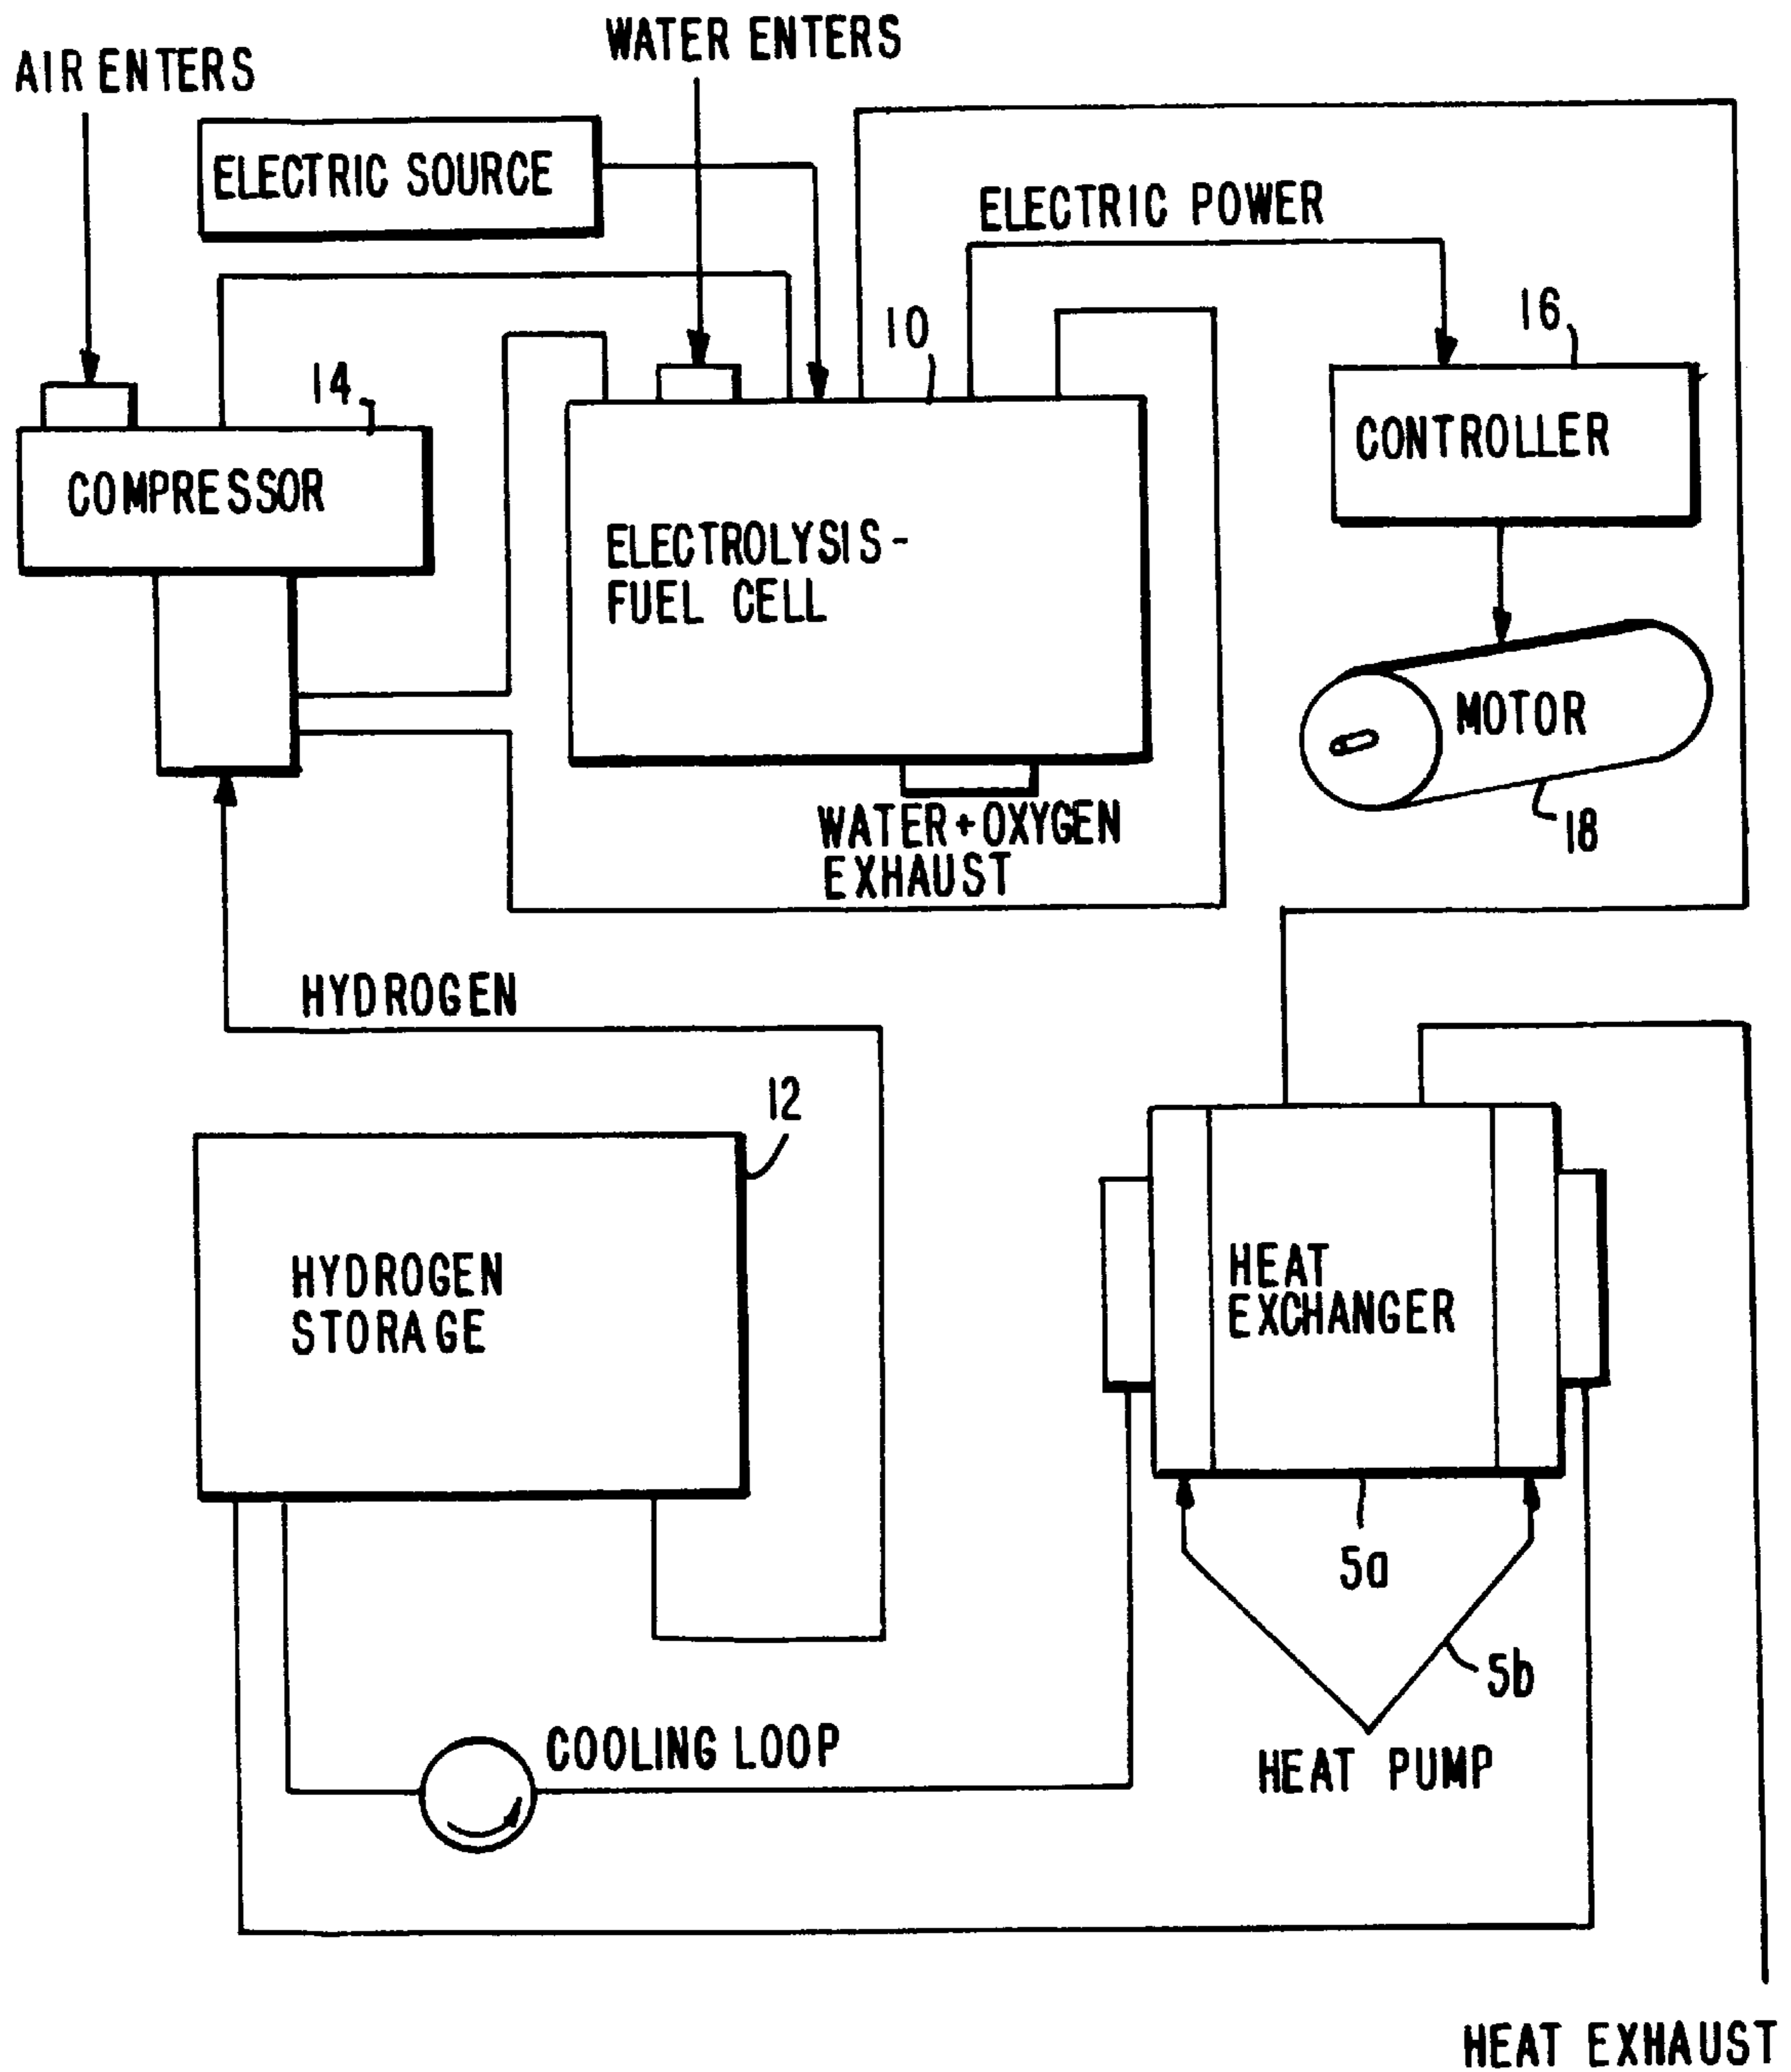 WATER ENTERS
AIR ENTERS
ELECTRIC SOURCE
ELECTRIC POWER
10
16
14
CONTROLLER
COMPRESSOR
ELECTROLYSIS-
FUEL CELL
MOTOR
18
WATER+OXYGEN
EXHAUST
HYDROGEN
12
HYDROGEN
STORAGE
HEAT
EXCHANGER
5a
5b
COOLING LOOP
HEAT PUMP
HEAT EXHAUST